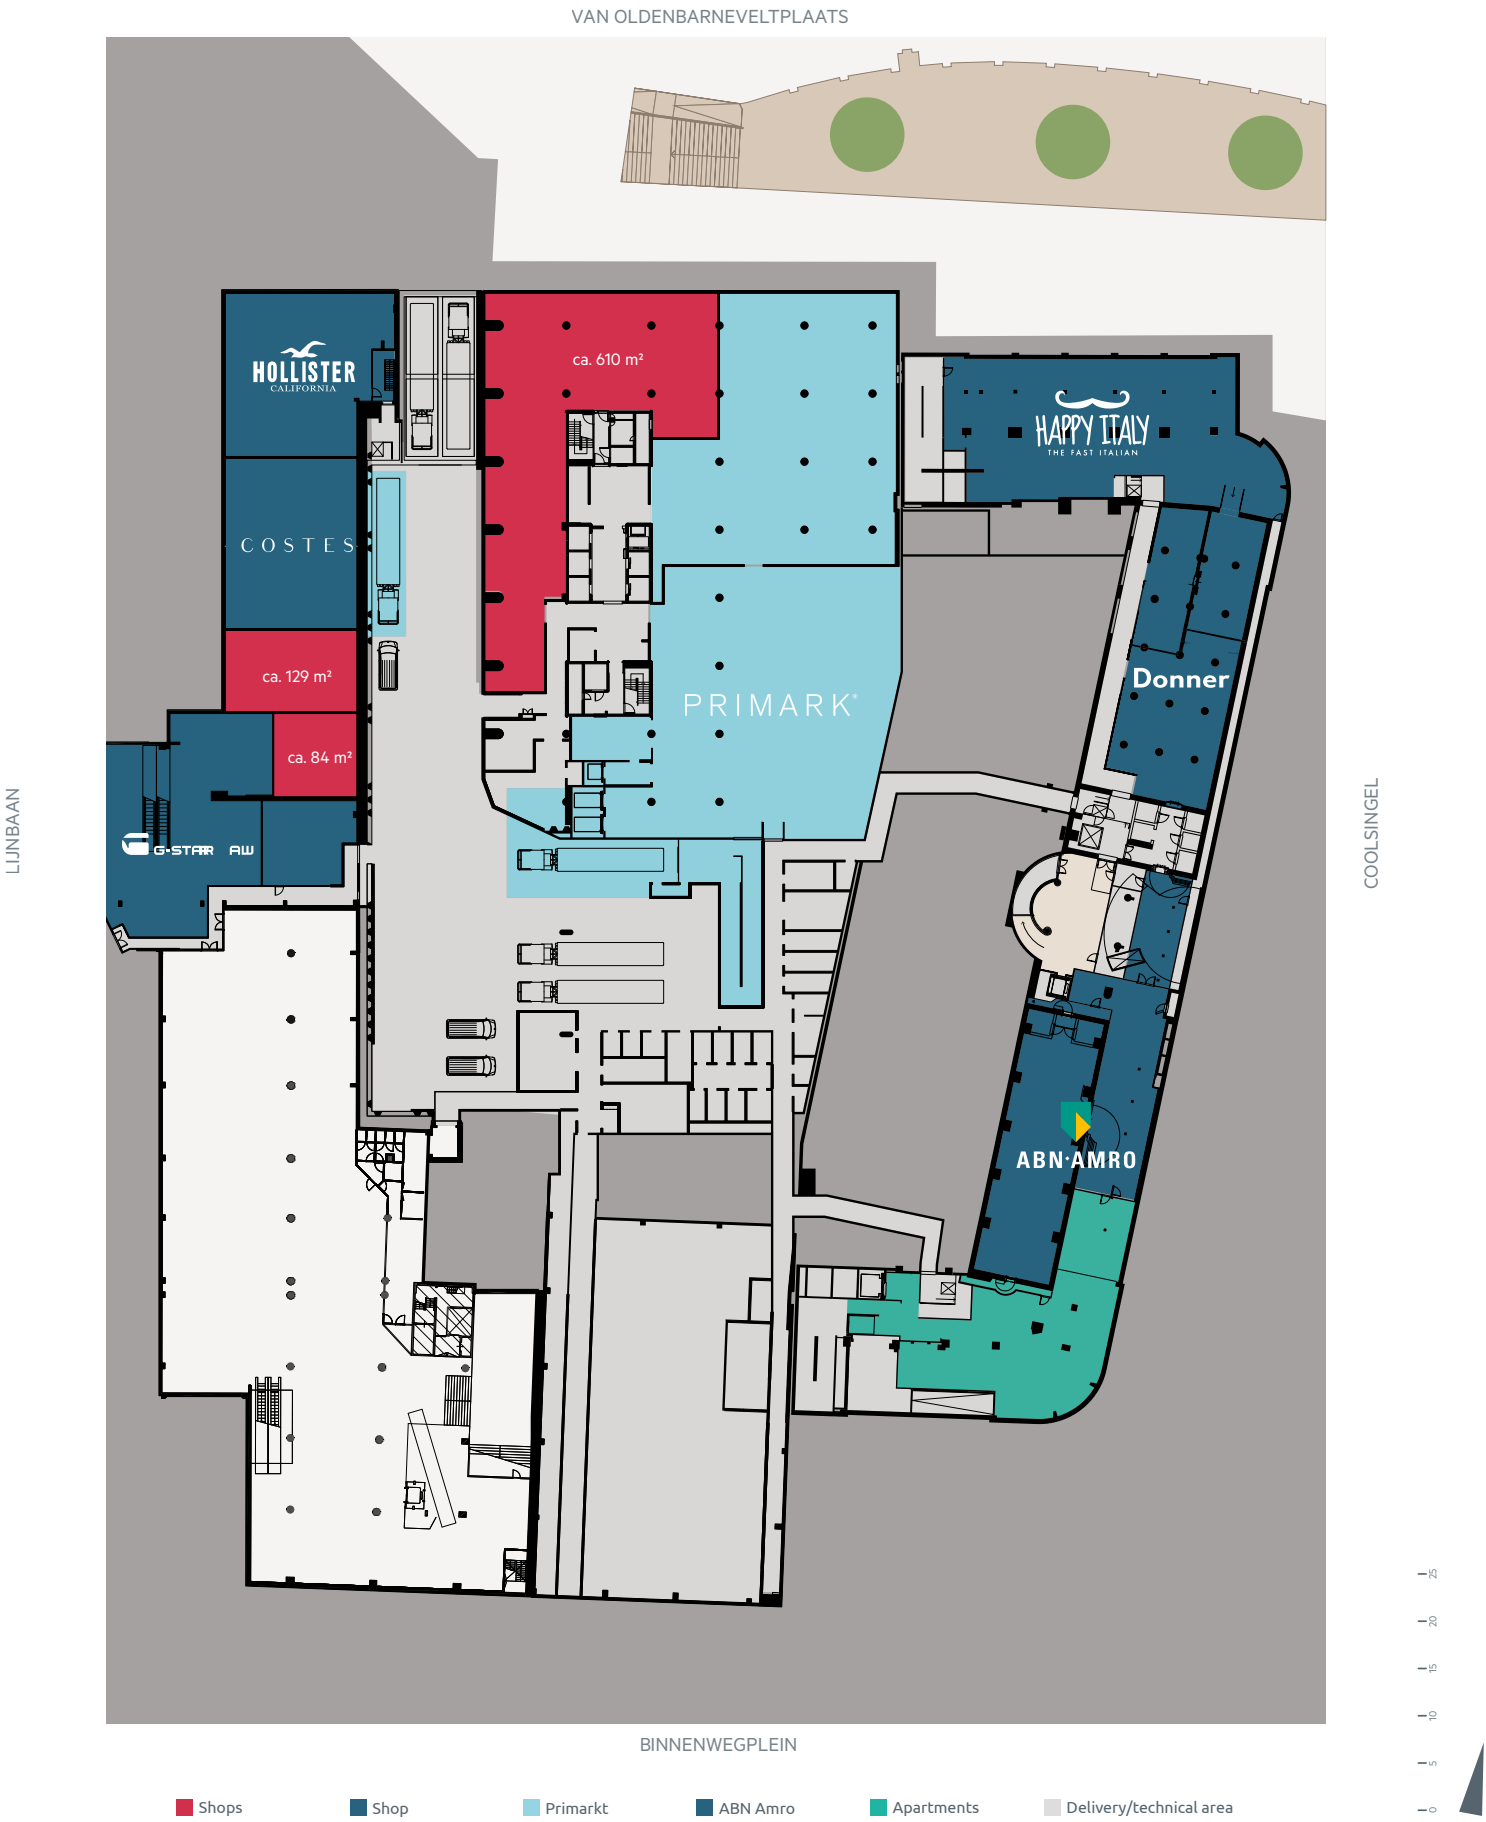 VAN OLDENBARNEVELTPLAATS
ca. 610 m²
HOLLISTER
CALIFORNIA
HAPPY ITALY
THE FAST ITALIAN
COSTES
ca. 129 m²
Donner
PRIMARK
ca. 84 m²
LIJNBAAN
COOLSINGEL
G-STAR RAW
ABN·AMRO
25
20
15
10
5
0
BINNENWEGPLEIN
Shops
Shop
Primarkt
ABN Amro
Apartments
Delivery/technical area